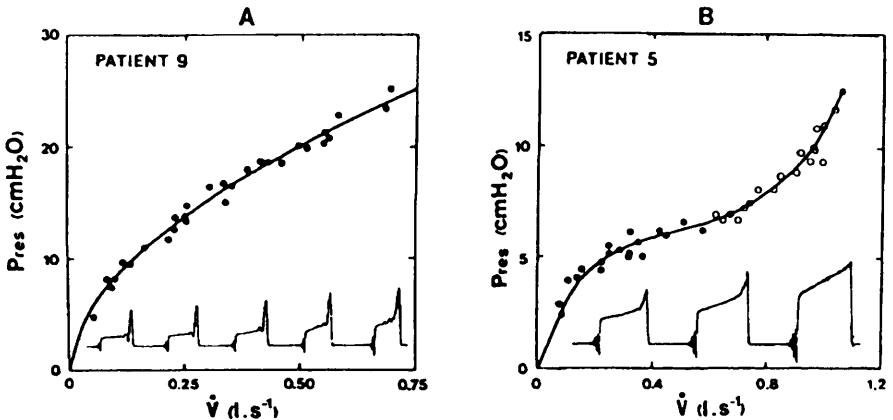 A
30
20
10
0
PATIENT 9
Pres (cmH₂O)
0 0.25 0.50 0.75
V̇ (l.s⁻¹)
B
15
10
5
0
PATIENT 5
Pres (cmH₂O)
0 0.4 0.8 1.2
V̇ (l.s⁻¹)